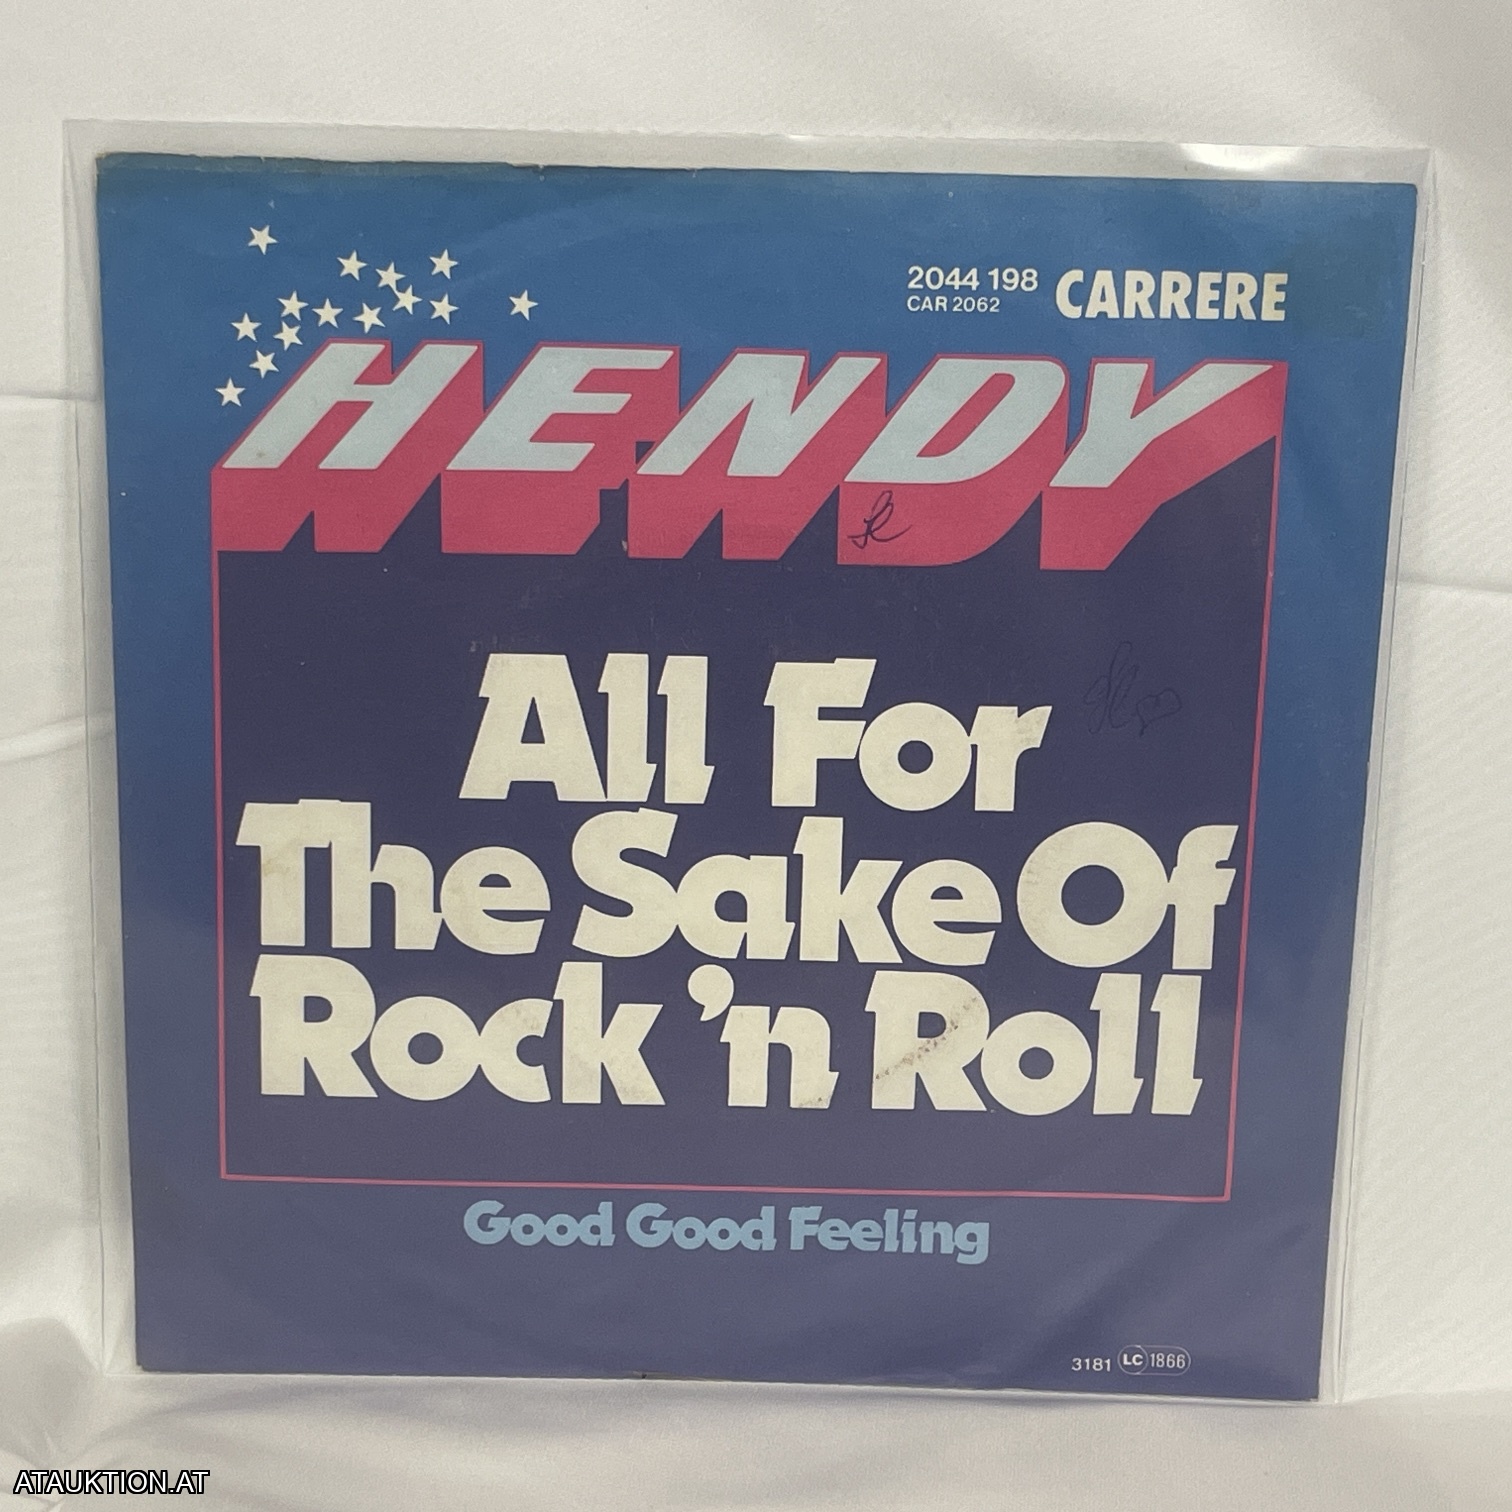 2044 198 CARRERE
CAR 2062
HENDY
All For
The Sake Of
Rock 'n Roll
Good Good Feeling
3181 LC 1866
ATAUKTION.AT